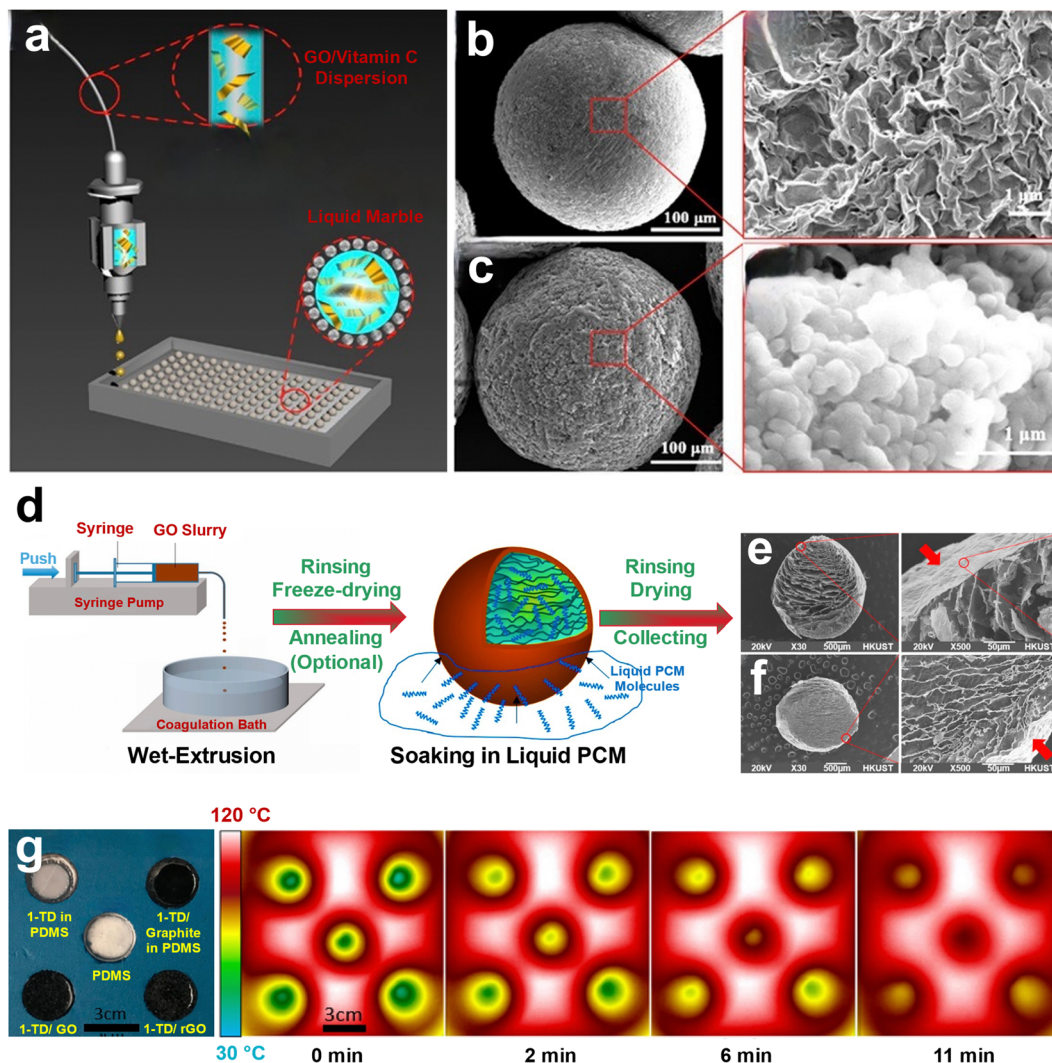 a
GO/Vitamin C
Dispersion
Liquid Marble
b
100 μm
1 μm
c
100 μm
1 μm
d
Syringe
GO Slurry
Push
Syringe Pump
Coagulation Bath
Wet-Extrusion
Rinsing
Freeze-drying
Annealing
(Optional)
Liquid PCM
Molecules
Soaking in Liquid PCM
Rinsing
Drying
Collecting
e
20kV X30 500μm
20kV X500 50μm HKUST
f
20kV X30 500μm
20kV X500 50μm HKUST
g
1-TD in
PDMS
1-TD/
Graphite
in PDMS
PDMS
1-TD/ GO
3cm
1-TD/ rGO
120 °C
30 °C
3cm
0 min
2 min
6 min
11 min